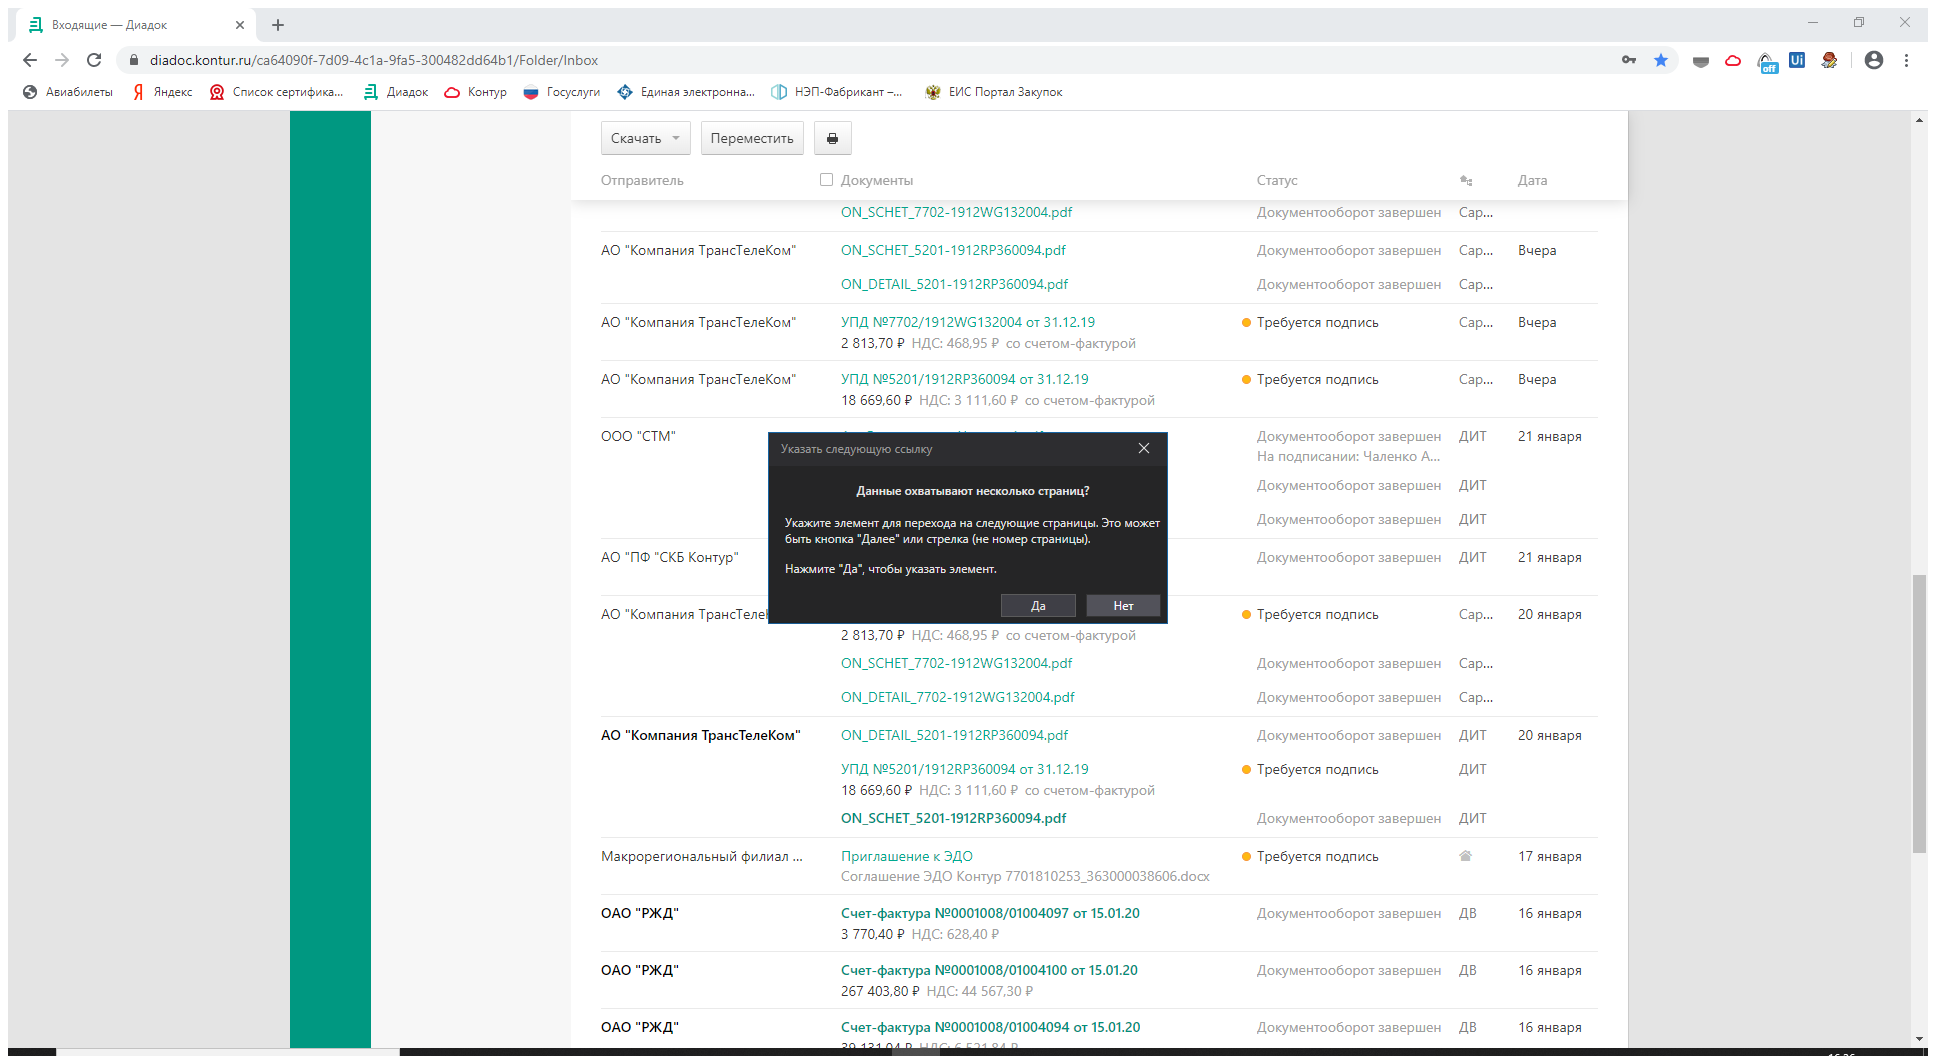 Входящие — Диадок
diadoc.kontur.ru/ca64090f-7d09-4c1a-9fa5-300482dd64b1/Folder/Inbox
off
Ui
Авиабилеты Яндекс Список сертифика... Диадок Контур Госуслуги Единая электронна... НЭП-Фабрикант –... ЕИС Портал Закупок
Скачать Переместить
Отправитель Документы Статус Дата
ON_SCHET_7702-1912WG132004.pdf Документооборот завершен Сар...
АО "Компания ТрансТелеКом" ON_SCHET_5201-1912RP360094.pdf Документооборот завершен Сар... Вчера
ON_DETAIL_5201-1912RP360094.pdf Документооборот завершен Сар...
АО "Компания ТрансТелеКом" УПД №7702/1912WG132004 от 31.12.19 Требуется подпись Сар... Вчера
2 813,70 ₽ НДС: 468,95 ₽ со счетом-фактурой
АО "Компания ТрансТелеКом" УПД №5201/1912RP360094 от 31.12.19 Требуется подпись Сар... Вчера
18 669,60 ₽ НДС: 3 111,60 ₽ со счетом-фактурой
ООО "СТМ" Документооборот завершен ДИТ 21 января
На подписании: Чаленко А...
Документооборот завершен ДИТ
Документооборот завершен ДИТ
Указать следующую ссылку
Данные охватывают несколько страниц?
Укажите элемент для перехода на следующие страницы. Это может
быть кнопка "Далее" или стрелка (не номер страницы).
Нажмите "Да", чтобы указать элемент.
Да Нет
АО "ПФ "СКБ Контур" Документооборот завершен ДИТ 21 января
АО "Компания ТрансТелеК Требуется подпись Сар... 20 января
2 813,70 ₽ НДС: 468,95 ₽ со счетом-фактурой
ON_SCHET_7702-1912WG132004.pdf Документооборот завершен Сар...
ON_DETAIL_7702-1912WG132004.pdf Документооборот завершен Сар...
АО "Компания ТрансТелеКом" ON_DETAIL_5201-1912RP360094.pdf Документооборот завершен ДИТ 20 января
УПД №5201/1912RP360094 от 31.12.19 Требуется подпись ДИТ
18 669,60 ₽ НДС: 3 111,60 ₽ со счетом-фактурой
ON_SCHET_5201-1912RP360094.pdf Документооборот завершен ДИТ
Макрорегиональный филиал ... Приглашение к ЭДО Требуется подпись 17 января
Соглашение ЭДО Контур 7701810253_363000038606.docx
ОАО "РЖД" Счет-фактура №0001008/01004097 от 15.01.20 Документооборот завершен ДВ 16 января
3 770,40 ₽ НДС: 628,40 ₽
ОАО "РЖД" Счет-фактура №0001008/01004100 от 15.01.20 Документооборот завершен ДВ 16 января
267 403,80 ₽ НДС: 44 567,30 ₽
ОАО "РЖД" Счет-фактура №0001008/01004094 от 15.01.20 Документооборот завершен ДВ 16 января
39 131,04 ₽ НДС: 6 521,84 ₽